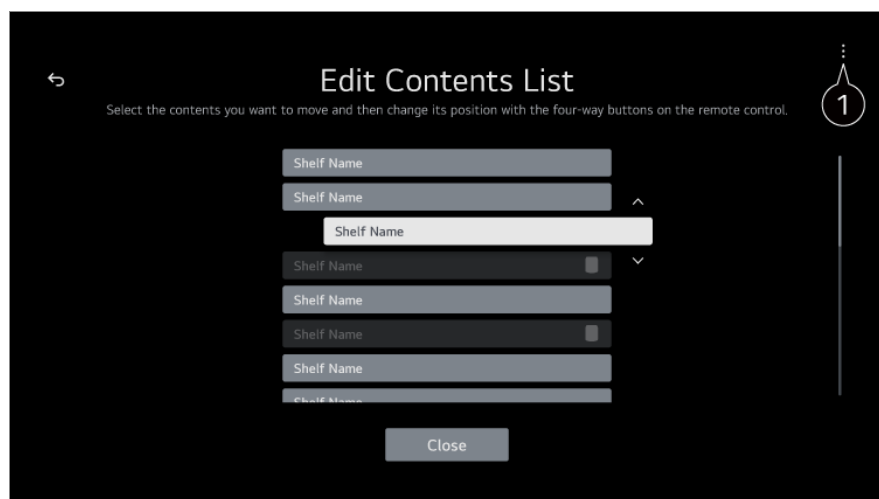 Edit Contents List
Select the contents you want to move and then change its position with the four-way buttons on the remote control.
1
Shelf Name
Shelf Name
Shelf Name
Shelf Name
Shelf Name
Shelf Name
Shelf Name
Shelf Name
Close